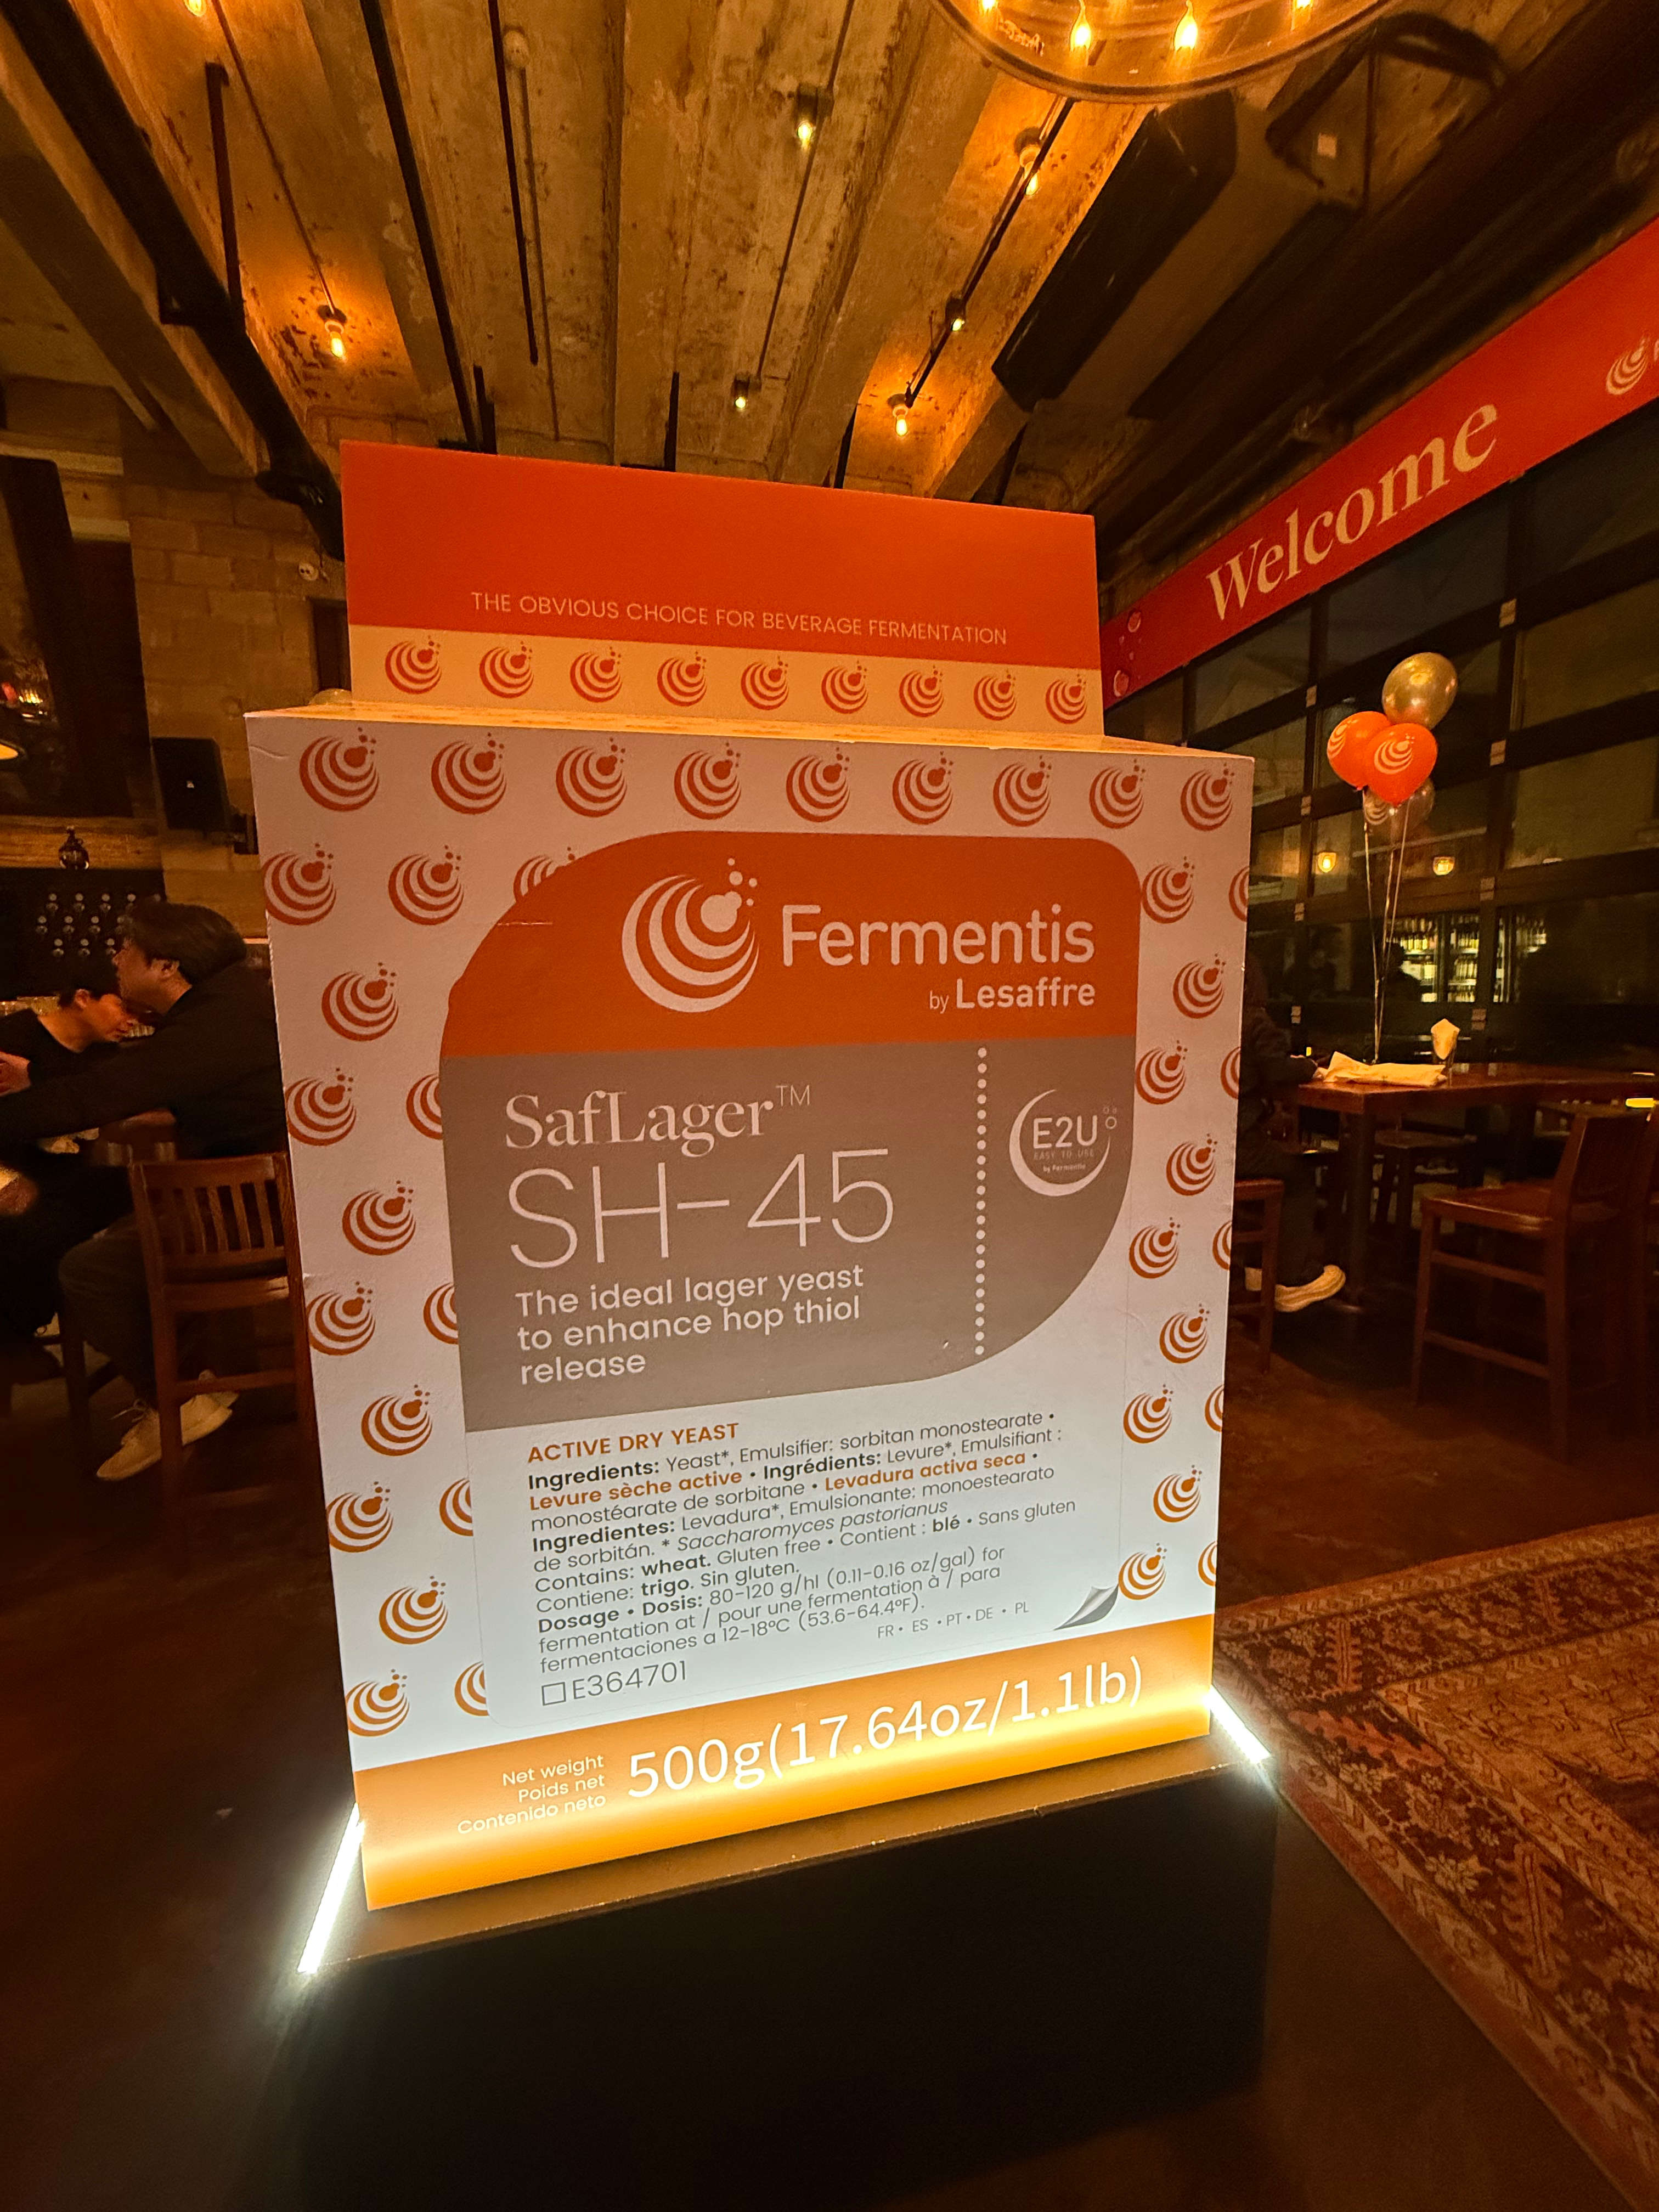 Welcome
THE OBVIOUS CHOICE FOR BEVERAGE FERMENTATION
Fermentis
by Lesaffre
SafLager™
SH-45
The ideal lager yeast
to enhance hop thiol
release
E2U
EASY TO USE
by Fermentis
ACTIVE DRY YEAST
Ingredients: Yeast*, Emulsifier: sorbitan monostearate •
Levure sèche active • Ingrédients: Levure*, Emulsifiant :
monostéarate de sorbitane • Levadura activa seca •
Ingredientes: Levadura*, Emulsionante: monoestearato
de sorbitán. * Saccharomyces pastorianus
Contains: wheat. Gluten free • Contient : blé • Sans gluten
Contiene: trigo. Sin gluten.
Dosage • Dosis: 80-120 g/hl (0.11-0.16 oz/gal) for
fermentation at / pour une fermentation à / para
fermentaciones a 12-18°C (53.6-64.4°F).
FR • ES • PT • DE • PL
E364701
Net weight
Poids net
Contenido neto
500g(17.64oz/1.1lb)